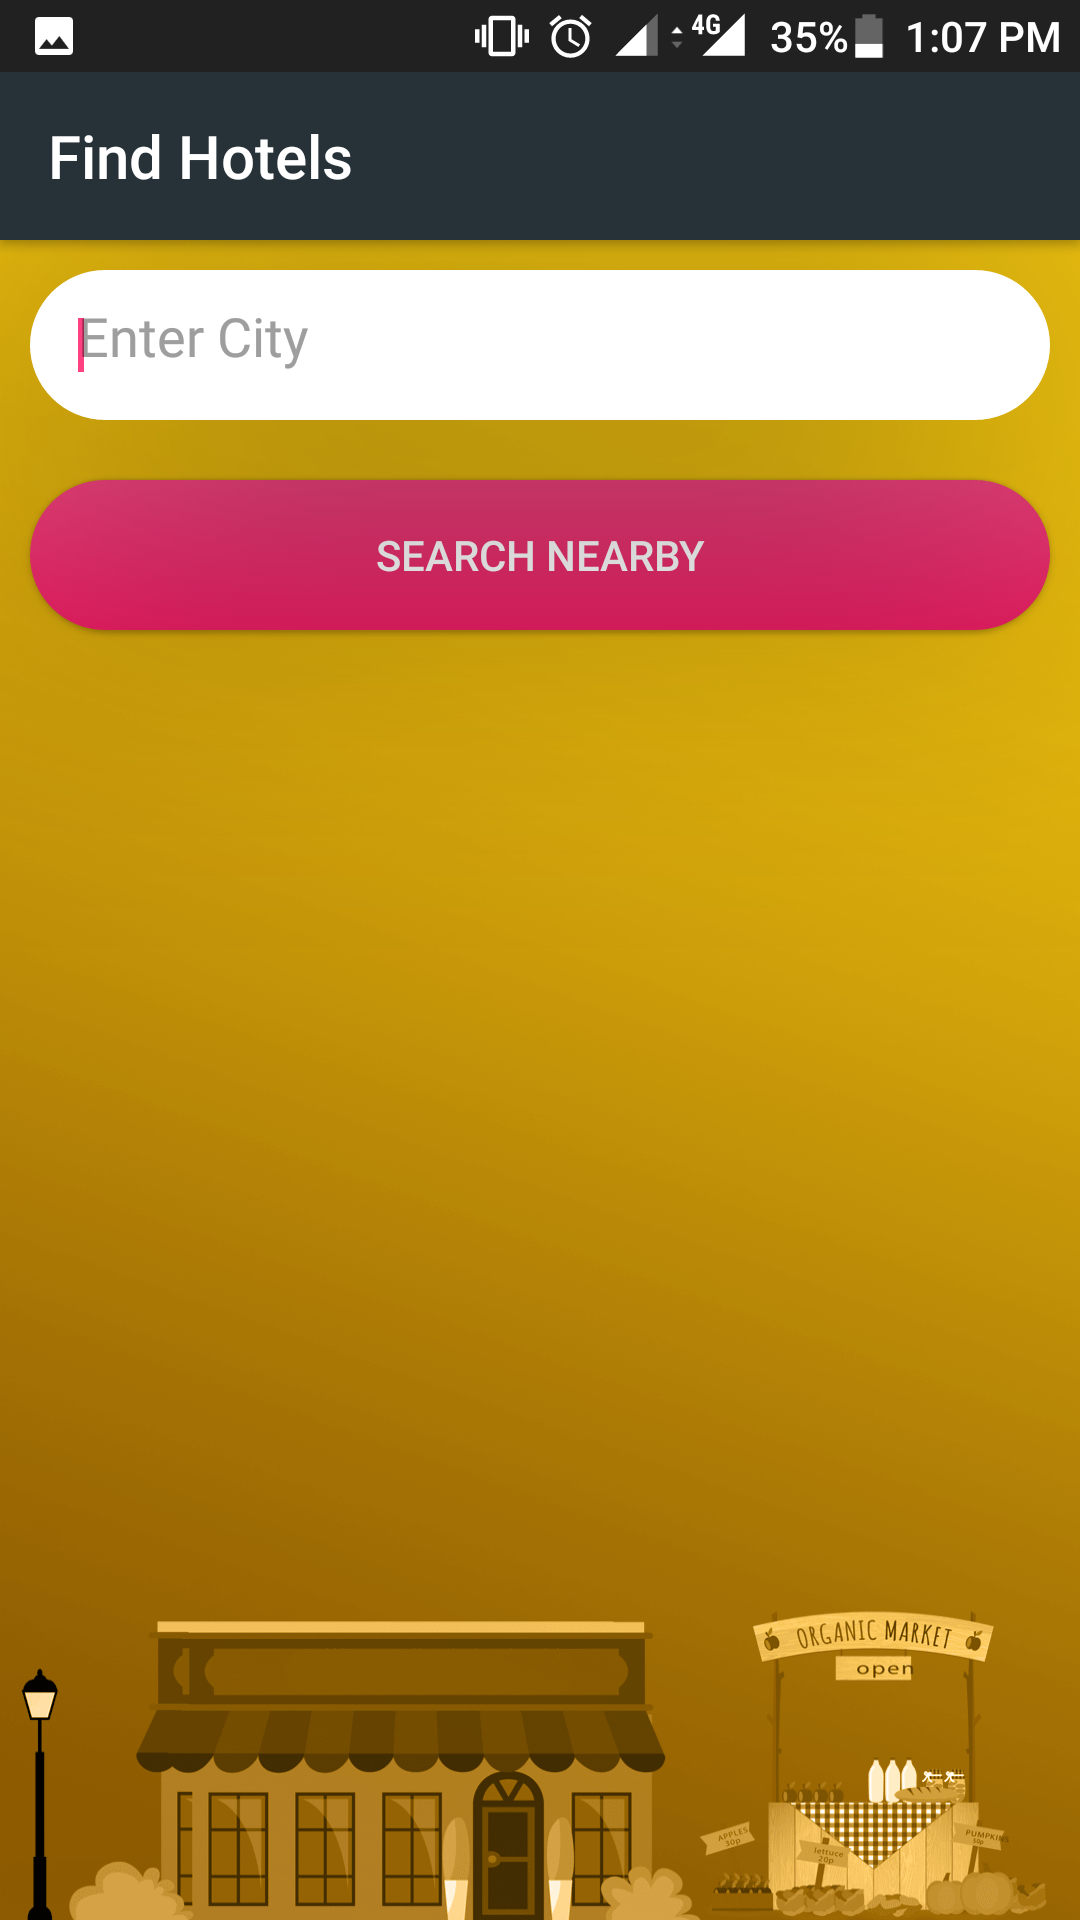 4G 35% 1:07 PM
Find Hotels
Enter City
SEARCH NEARBY
ORGANIC MARKET
open
APPLES
30p
lettuce
20p
PUMPKINS
50p